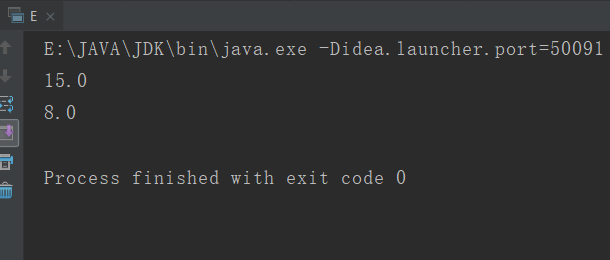 E
E:\JAVA\JDK\bin\java.exe -Didea.launcher.port=50091
15.0
8.0
Process finished with exit code 0